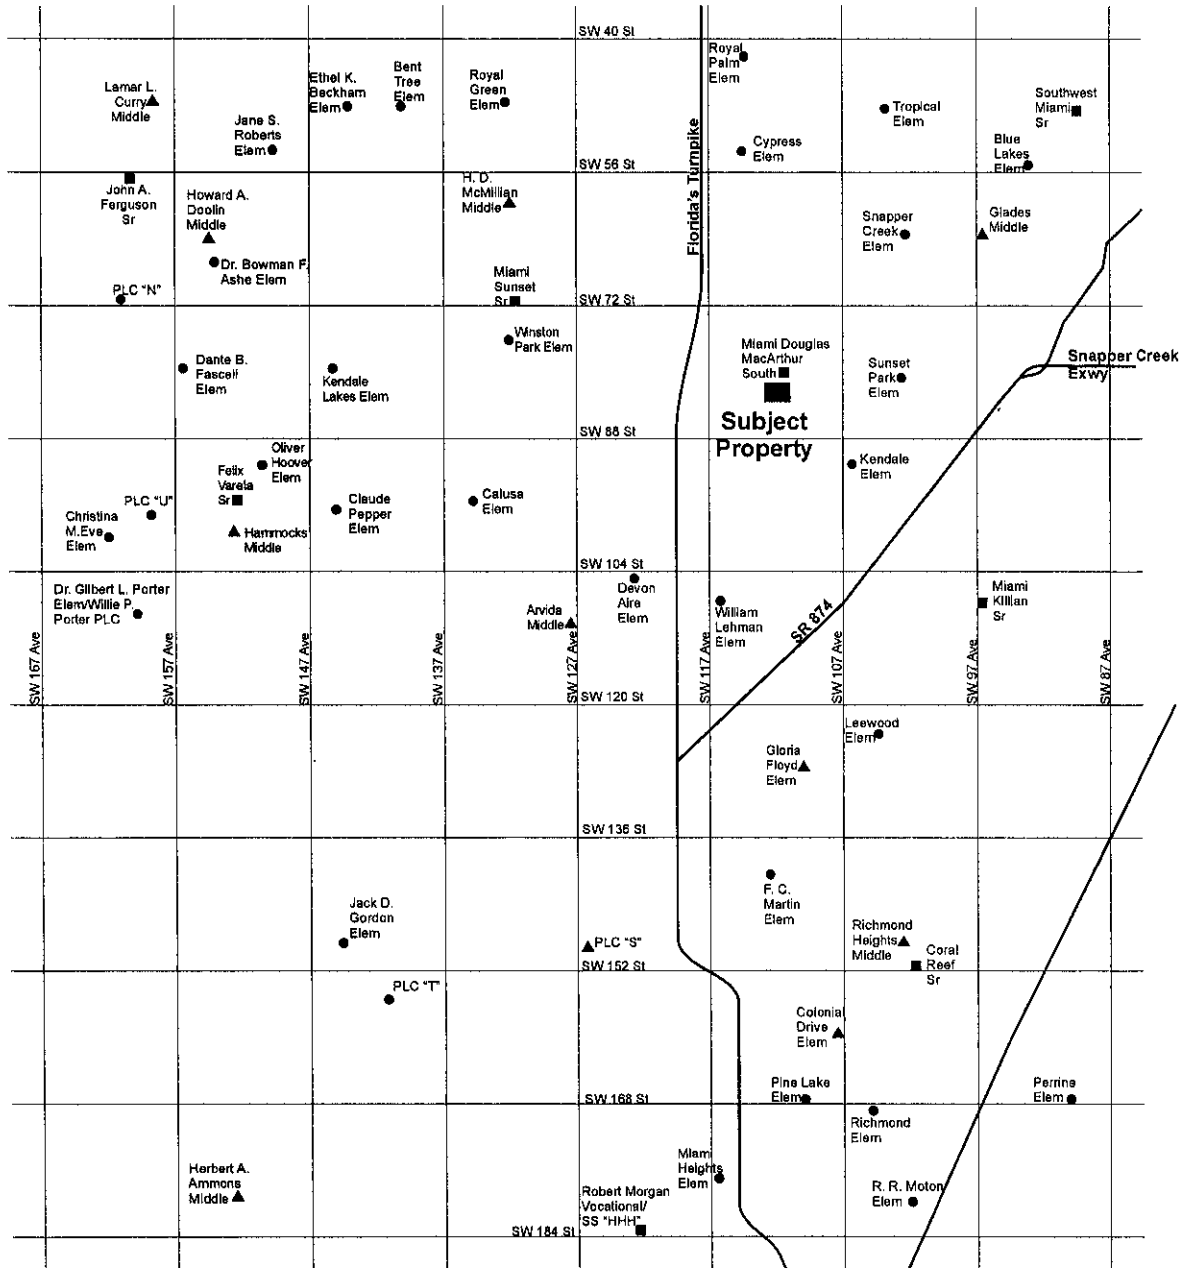 SW 40 St
Royal
Palm
Elem
Lamar L.
Curry
Middle
Ethel K.
Beckham
Elem
Bent
Tree
Elem
Royal
Green
Elem
Jane S.
Roberts
Elem
Tropical
Elem
Southwest
Miami
Sr
Cypress
Elem
Blue
Lakes
Elem
SW 56 St
John A.
Ferguson
Sr
Howard A.
Doolin
Middle
H. D.
McMillian
Middle
Florida's Turnpike
Snapper
Creek
Elem
Glades
Middle
Dr. Bowman F.
Ashe Elem
PLC "N"
Miami
Sunset
Sr
SW 72 St
Winston
Park Elem
Dante B.
Fascell
Elem
Kendale
Lakes Elem
Miami Douglas
MacArthur
South
Sunset
Park
Elem
Snapper Creek
Exwy
Subject
Property
SW 88 St
Oliver
Hoover
Elem
Felix
Varela
Sr
Kendale
Elem
PLC "U"
Christina
M.Eve
Elem
Hammocks
Middle
Claude
Pepper
Elem
Calusa
Elem
SW 104 St
Dr. Gilbert L. Porter
Elem/Willie P.
Porter PLC
Arvida
Middle
Devon
Aire
Elem
William
Lehman
Elem
SR 874
Miami
Killian
Sr
SW 167 Ave
SW 157 Ave
SW 147 Ave
SW 137 Ave
SW 127 Ave
SW 117 Ave
SW 107 Ave
SW 97 Ave
SW 87 Ave
SW 120 St
Leewood
Elem
Gloria
Floyd
Elem
SW 136 St
F. C.
Martin
Elem
Jack D.
Gordon
Elem
PLC "S"
Richmond
Heights
Middle
Coral
Reef
Sr
SW 152 St
PLC "T"
Colonial
Drive
Elem
Pine Lake
Elem
Perrine
Elem
SW 168 St
Richmond
Elem
Miami
Heights
Elem
Herbert A.
Ammons
Middle
Robert Morgan
Vocational/
SS "HHH"
R. R. Moton
Elem
SW 184 St